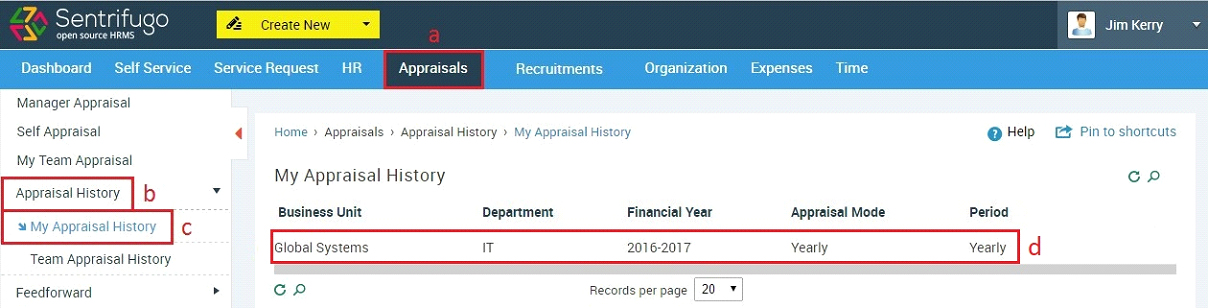 Sentrifugo
open source HRMS
Create New
Jim Kerry
a
Dashboard Self Service Service Request HR Appraisals Recruitments Organization Expenses Time
Manager Appraisal
Self Appraisal
My Team Appraisal
Appraisal History b
My Appraisal History c
Team Appraisal History
Feedforward
Home › Appraisals › Appraisal History › My Appraisal History
? Help Pin to shortcuts
My Appraisal History
Business Unit Department Financial Year Appraisal Mode Period
Global Systems IT 2016-2017 Yearly Yearly d
Records per page 20